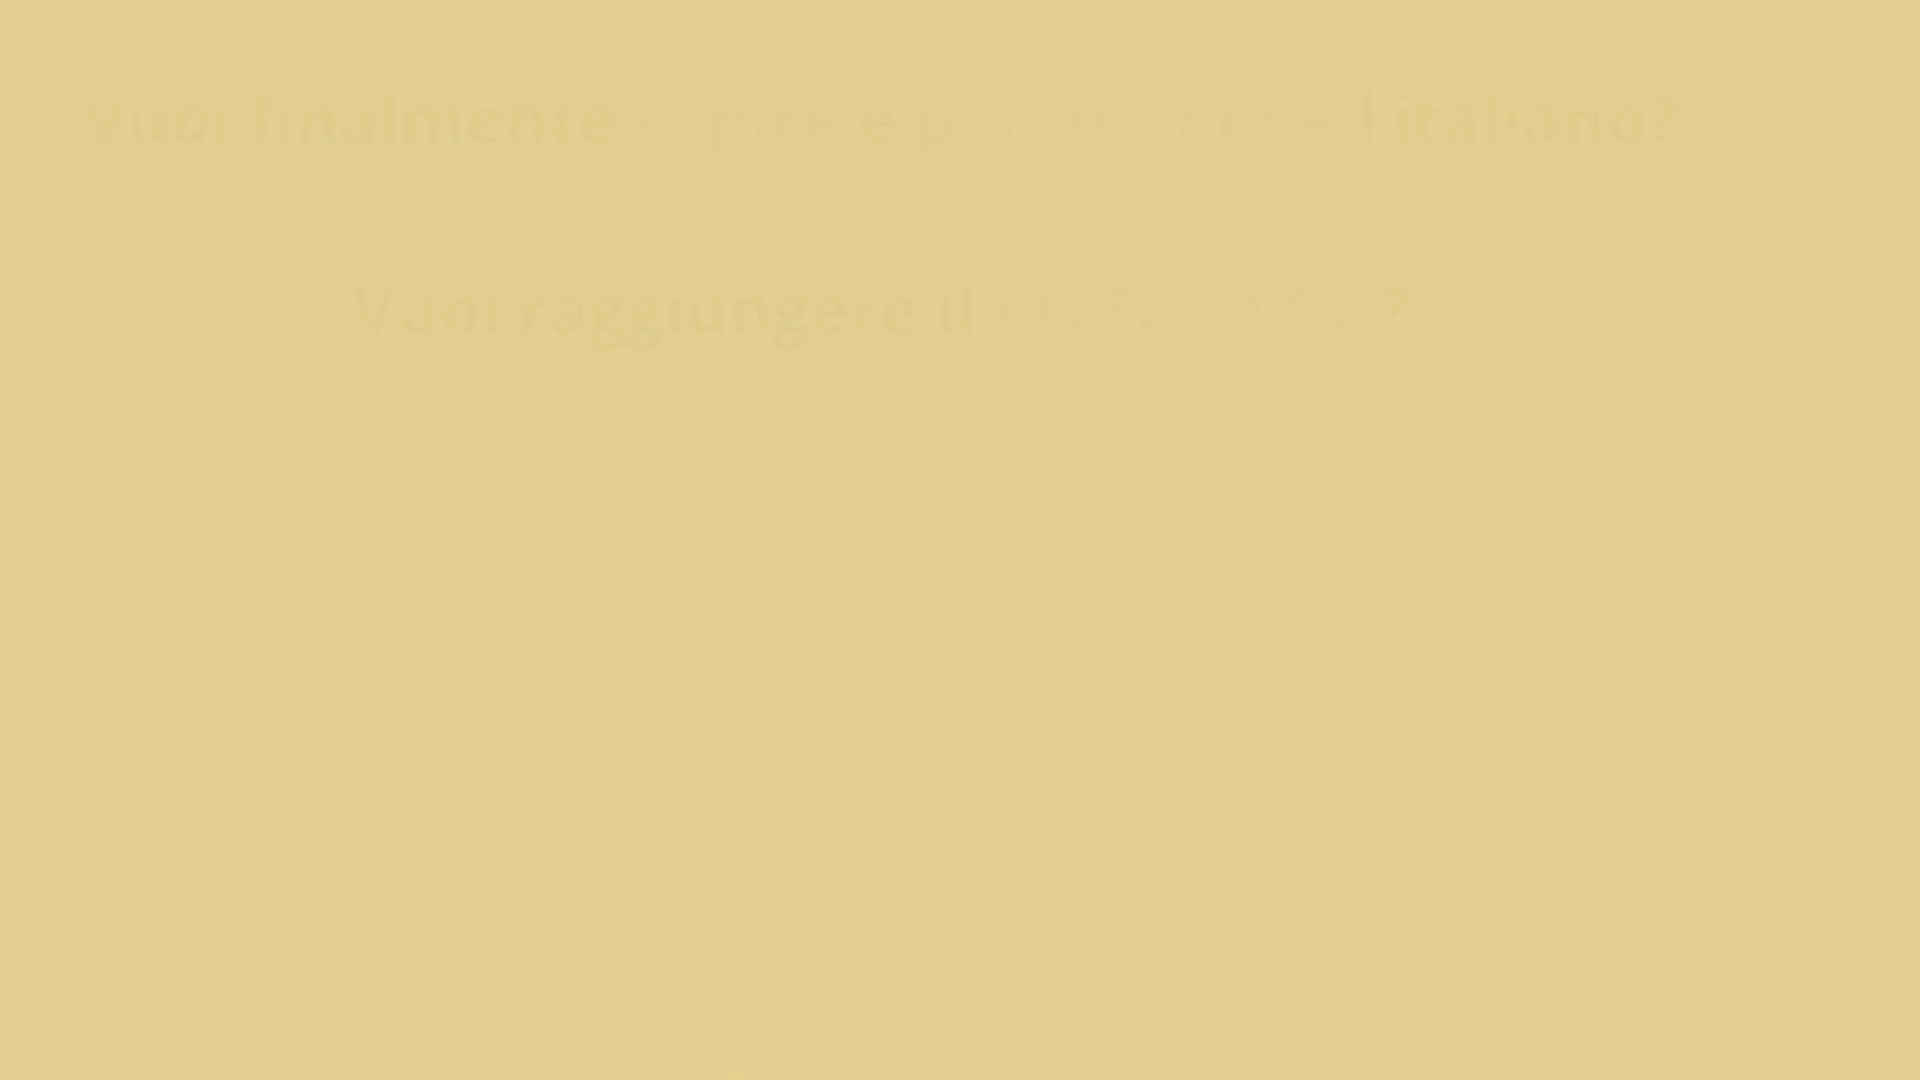 Vuoi finalmente capire e parlare bene l'italiano?
Vuoi raggiungere il LIVELLO C2 ?